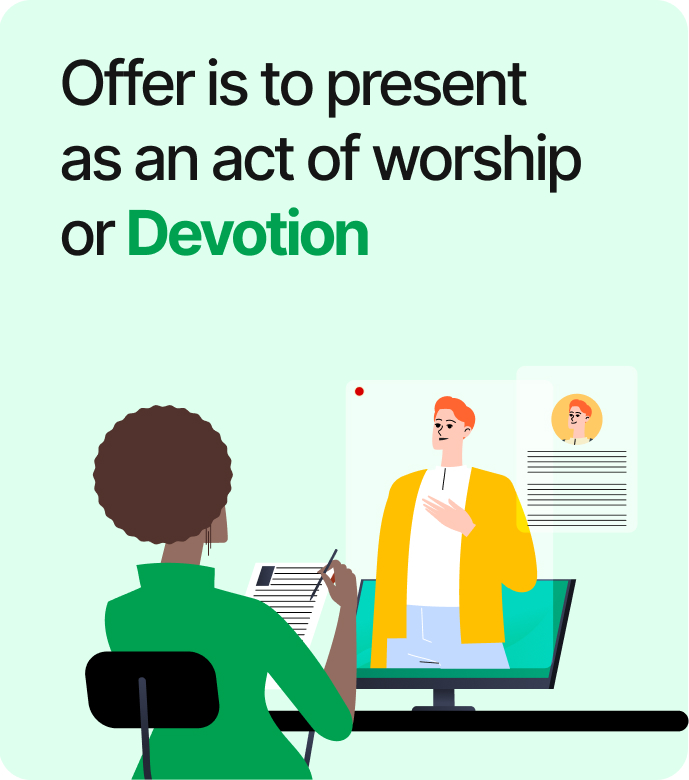 Offer is to present
as an act of worship
or Devotion